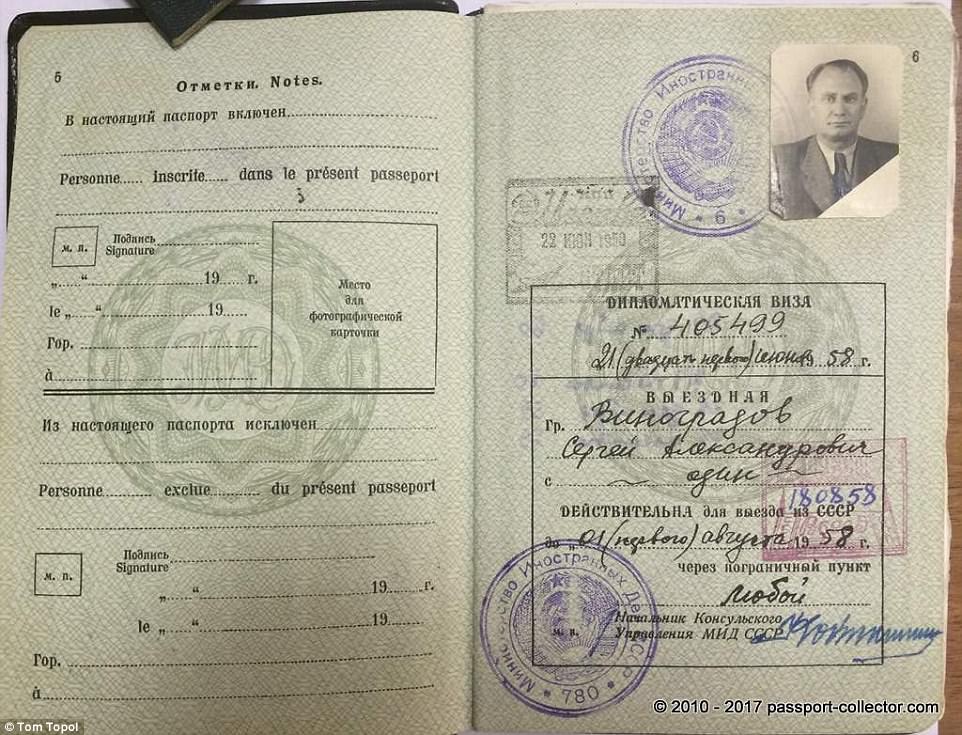 5
Отметки. Notes.
В настоящий паспорт включен
Personne...... Inscrite...... dans le présent passeport
м. п.
Подпись
Signature
„ “ 19 г.
le „ “ 19
Гор.
à
Место
для
фотографической
карточки
Из настоящего паспорта исключен
Personne exclue du présent passeport
м. п.
Подпись
Signature
„ “ 19 г.
le „ “ 19
Гор.
à
6
Министерство Иностранных
* 6 *
22 ИЮН 1958
ДИПЛОМАТИЧЕСКАЯ ВИЗА
№ 405499
21 (двадцать первого) июня 1958 г.
ВЫЕЗДНАЯ
Гр. Виноградов
Сергей Александрович
с один
180858
ДЕЙСТВИТЕЛЬНА для выезда из СССР
до „01 (первого) августа 1958 г.
через пограничный пункт
любой
Начальник Консульского
Управления МИД СССР
м. п.
Министерство Иностранных Дел СССР
* 780 *
© Tom Topol
© 2010 - 2017 passport-collector.com